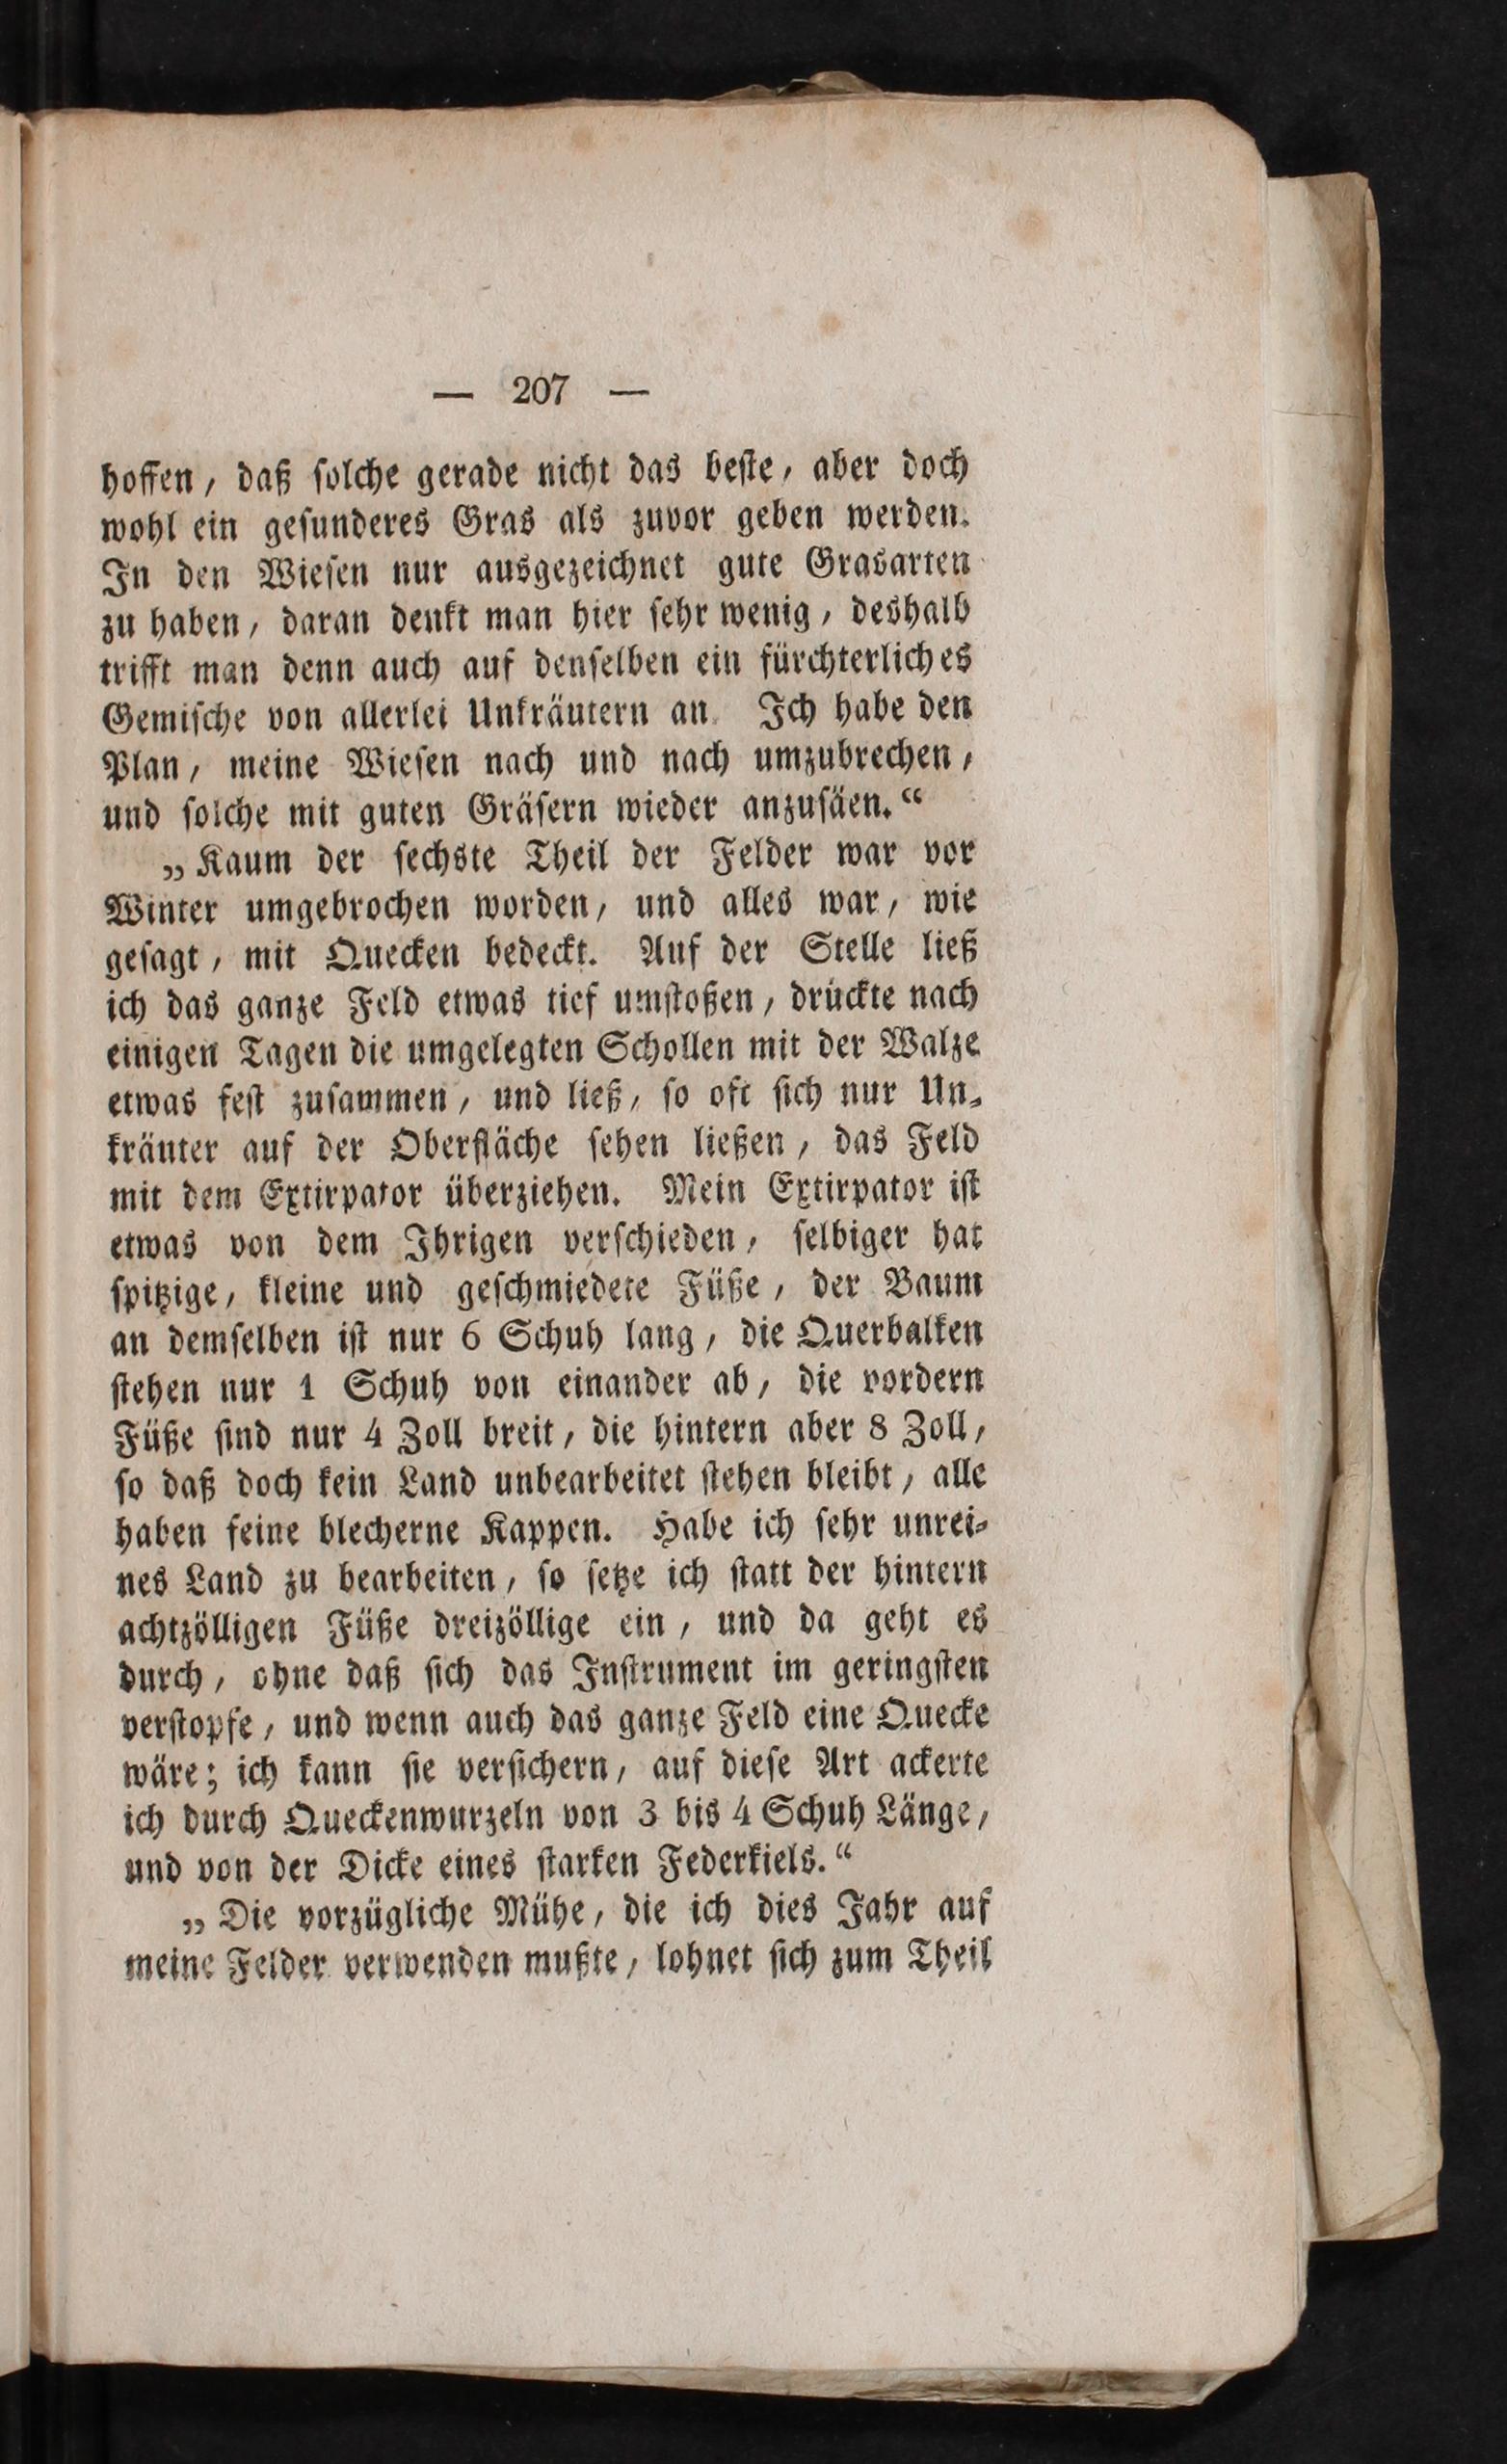 — 207 —
hoffen, daß ſolche gerade nicht das beſte, aber doch
wohl ein geſunderes Gras als zuvor geben werden.
In den Wieſen nur ausgezeichnet gute Grasarten
zu haben, daran denkt man hier ſehr wenig, deshalb
trifft man denn auch auf denſelben ein fürchterliches
Gemiſche von allerlei Unkräutern an. Ich habe den
Plan, meine Wieſen nach und nach umzubrechen,
und ſolche mit guten Gräſern wieder anzuſäen.“
„Kaum der ſechste Theil der Felder war vor
Winter umgebrochen worden, und alles war, wie
geſagt, mit Quecken bedeckt. Auf der Stelle ließ
ich das ganze Feld etwas tief umſtoßen, drückte nach
einigen Tagen die umgelegten Schollen mit der Walze
etwas feſt zuſammen, und ließ, ſo oft ſich nur Un-
kräuter auf der Oberfläche ſehen ließen, das Feld
mit dem Extirpator überziehen. Mein Extirpator iſt
etwas von dem Ihrigen verſchieden, ſelbiger hat
ſpitzige, kleine und geſchmiedete Füße, der Baum
an demſelben iſt nur 6 Schuh lang, die Querbalken
ſtehen nur 1 Schuh von einander ab, die vordern
Füße ſind nur 4 Zoll breit, die hintern aber 8 Zoll,
ſo daß doch kein Land unbearbeitet ſtehen bleibt, alle
haben feine blecherne Kappen. Habe ich ſehr unrei-
nes Land zu bearbeiten, ſo ſetze ich ſtatt der hintern
achtzölligen Füße dreizöllige ein, und da geht es
durch, ohne daß ſich das Inſtrument im geringſten
verſtopfe, und wenn auch das ganze Feld eine Quecke
wäre; ich kann ſie verſichern, auf dieſe Art ackerte
ich durch Queckenwurzeln von 3 bis 4 Schuh Länge,
und von der Dicke eines ſtarken Federkiels.“
„Die vorzügliche Mühe, die ich dies Jahr auf
meine Felder verwenden mußte, lohnet ſich zum Theil